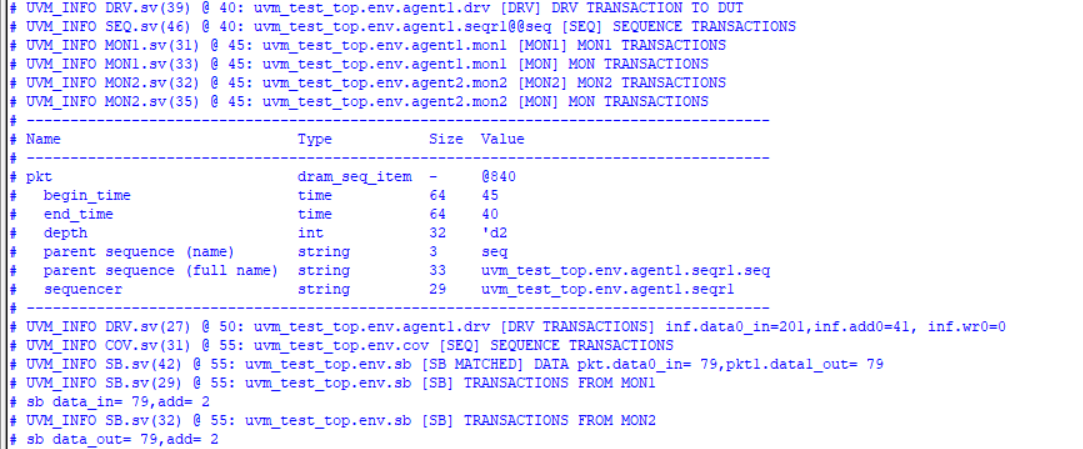 # UVM_INFO DRV.sv(39) @ 40: uvm_test_top.env.agent1.drv [DRV] DRV TRANSACTION TO DUT
# UVM_INFO SEQ.sv(46) @ 40: uvm_test_top.env.agent1.seqr1@@seq [SEQ] SEQUENCE TRANSACTIONS
# UVM_INFO MON1.sv(31) @ 45: uvm_test_top.env.agent1.mon1 [MON1] MON1 TRANSACTIONS
# UVM_INFO MON1.sv(33) @ 45: uvm_test_top.env.agent1.mon1 [MON] MON TRANSACTIONS
# UVM_INFO MON2.sv(32) @ 45: uvm_test_top.env.agent2.mon2 [MON2] MON2 TRANSACTIONS
# UVM_INFO MON2.sv(35) @ 45: uvm_test_top.env.agent2.mon2 [MON] MON TRANSACTIONS
# -------------------------------------------------------------------------------------
# Name                           Type           Size  Value
# -------------------------------------------------------------------------------------
# pkt                            dram_seq_item  -     @840
#   begin_time                   time           64    45
#   end_time                     time           64    40
#   depth                        int            32    'd2
#   parent sequence (name)       string         3     seq
#   parent sequence (full name)  string         33    uvm_test_top.env.agent1.seqr1.seq
#   sequencer                    string         29    uvm_test_top.env.agent1.seqr1
# -------------------------------------------------------------------------------------
# UVM_INFO DRV.sv(27) @ 50: uvm_test_top.env.agent1.drv [DRV TRANSACTIONS] inf.data0_in=201,inf.add0=41, inf.wr0=0
# UVM_INFO COV.sv(31) @ 55: uvm_test_top.env.cov [SEQ] SEQUENCE TRANSACTIONS
# UVM_INFO SB.sv(42) @ 55: uvm_test_top.env.sb [SB MATCHED] DATA pkt.data0_in= 79,pkt1.data1_out= 79
# UVM_INFO SB.sv(29) @ 55: uvm_test_top.env.sb [SB] TRANSACTIONS FROM MON1
# sb data_in= 79,add= 2
# UVM_INFO SB.sv(32) @ 55: uvm_test_top.env.sb [SB] TRANSACTIONS FROM MON2
# sb data_out= 79,add= 2